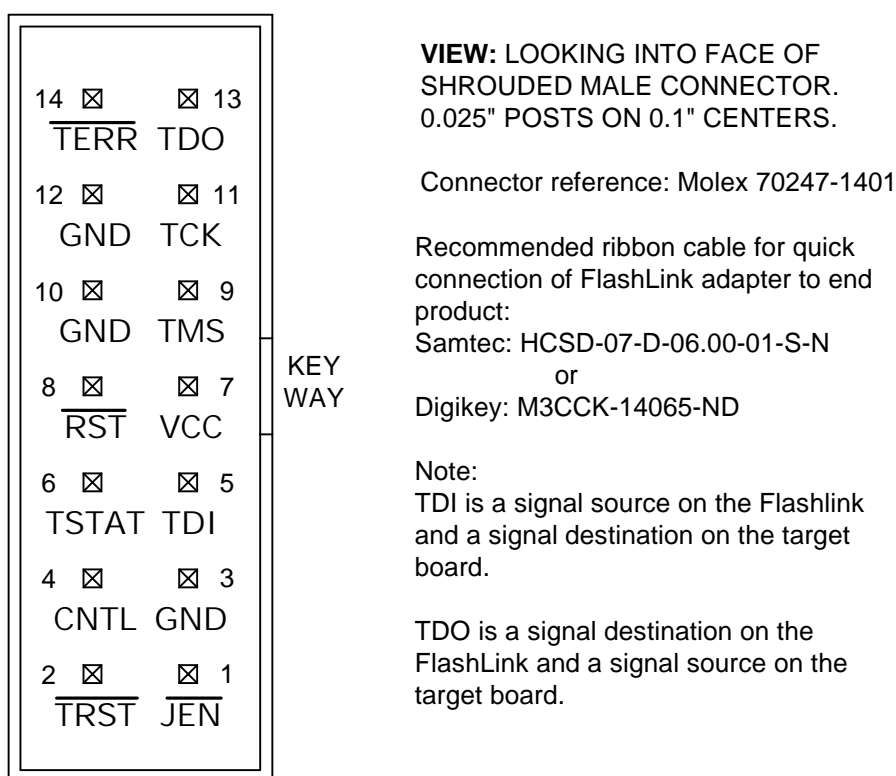 14 13
TERR TDO
12 11
GND TCK
10 9
GND TMS
8 7
RST VCC
6 5
TSTAT TDI
4 3
CNTL GND
2 1
TRST JEN
KEY
WAY
VIEW: LOOKING INTO FACE OF
SHROUDED MALE CONNECTOR.
0.025" POSTS ON 0.1" CENTERS.
Connector reference: Molex 70247-1401
Recommended ribbon cable for quick
connection of FlashLink adapter to end
product:
Samtec: HCSD-07-D-06.00-01-S-N
or
Digikey: M3CCK-14065-ND
Note:
TDI is a signal source on the Flashlink
and a signal destination on the target
board.
TDO is a signal destination on the
FlashLink and a signal source on the
target board.